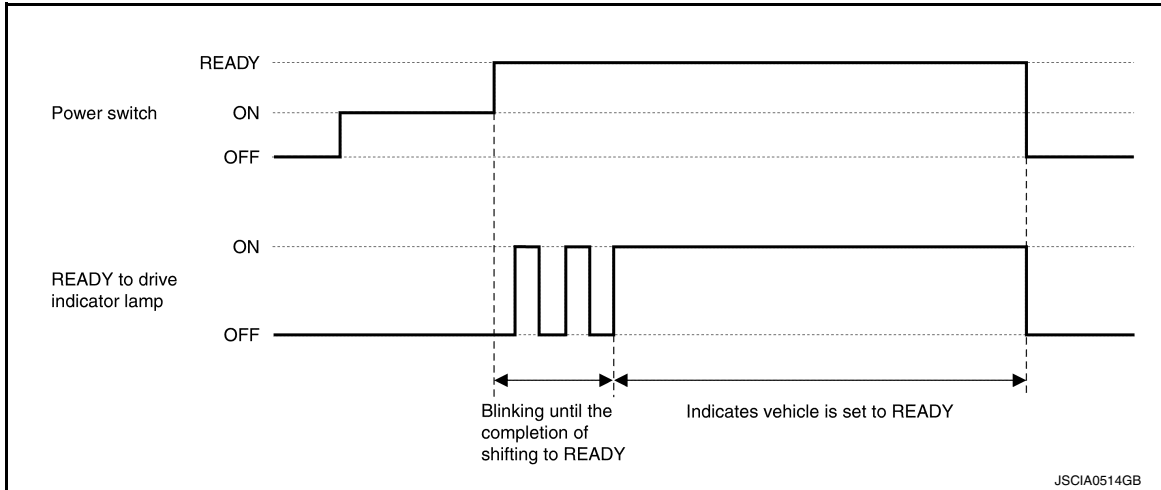 READY
Power switch
ON
OFF
ON
READY to drive
indicator lamp
OFF
Blinking until the
completion of
shifting to READY
Indicates vehicle is set to READY
JSCIA0514GB